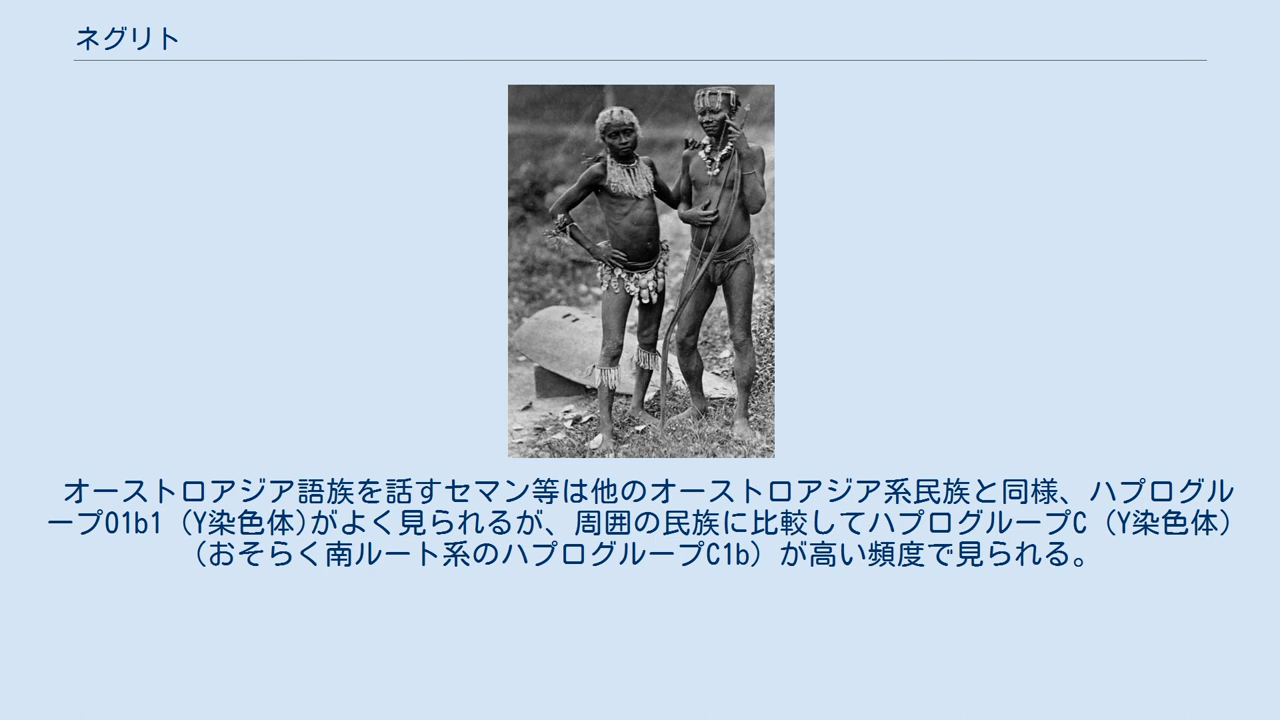 ネグリト
オーストロアジア語族を話すセマン等は他のオーストロアジア系民族と同様、ハプログル
ープO1b1（Y染色体)がよく見られるが、周囲の民族に比較してハプログループC（Y染色体）
（おそらく南ルート系のハプログループC1b）が高い頻度で見られる。